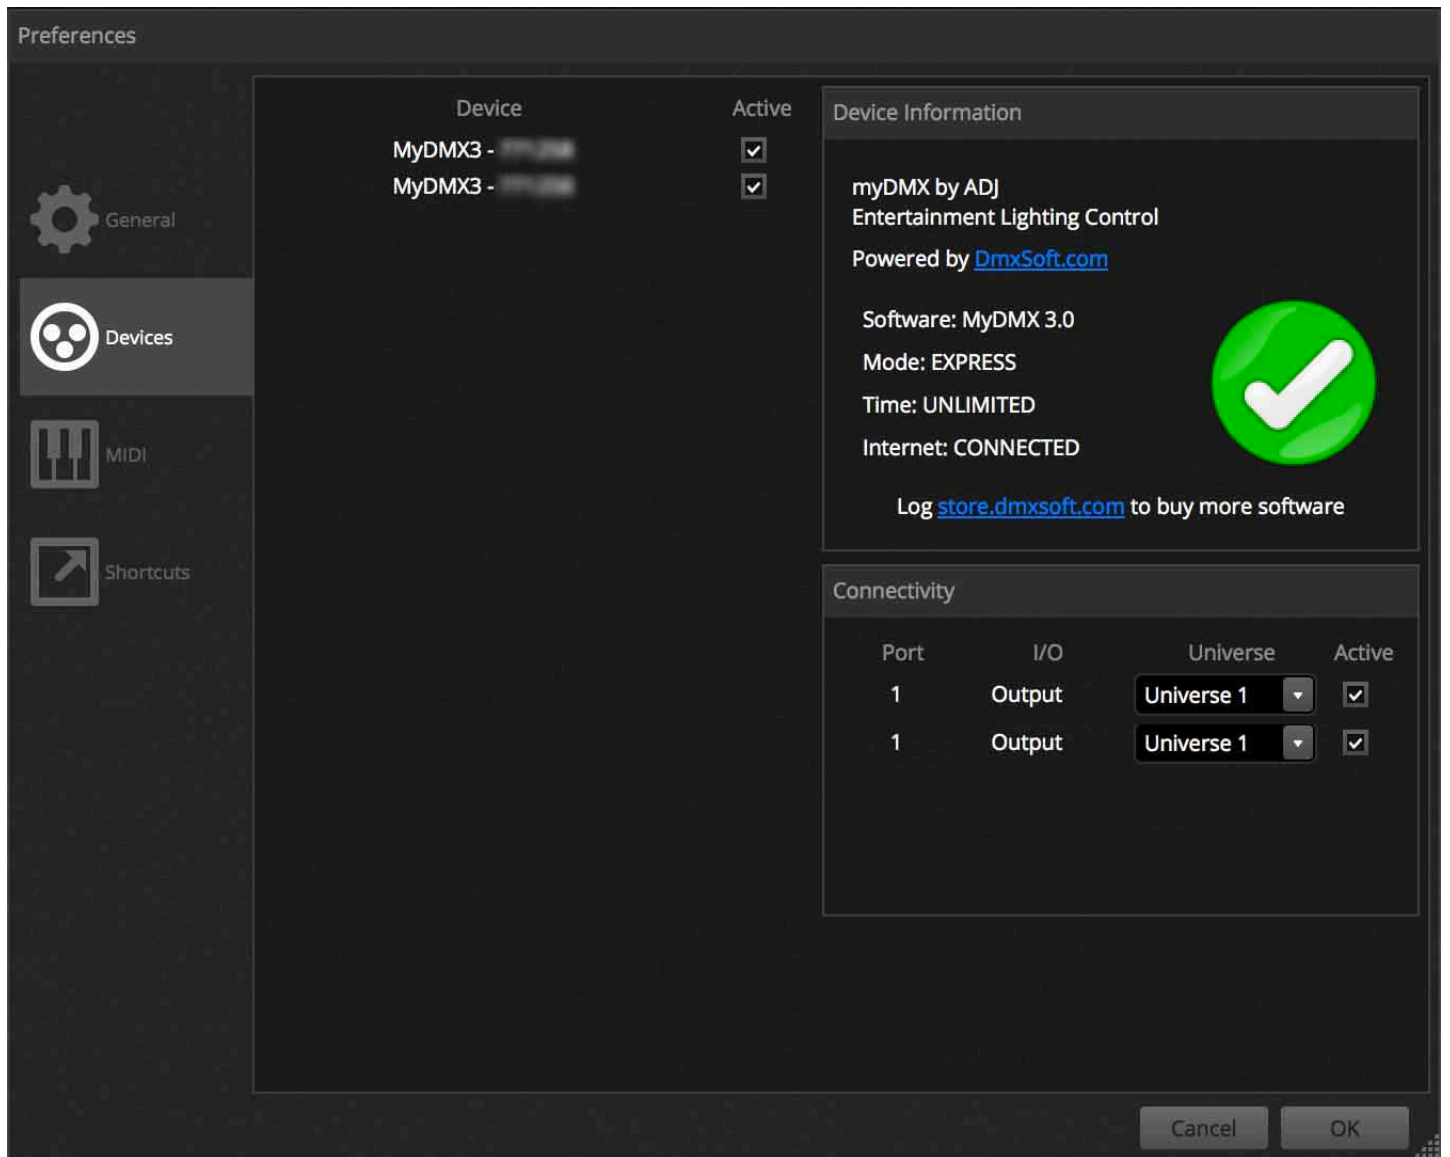 Preferences
General
Devices
MIDI
Shortcuts
Device Active
MyDMX3 -
MyDMX3 -
Device Information
myDMX by ADJ
Entertainment Lighting Control
Powered by DmxSoft.com
Software: MyDMX 3.0
Mode: EXPRESS
Time: UNLIMITED
Internet: CONNECTED
Log store.dmxsoft.com to buy more software
Connectivity
Port I/O Universe Active
1 Output Universe 1
1 Output Universe 1
Cancel OK